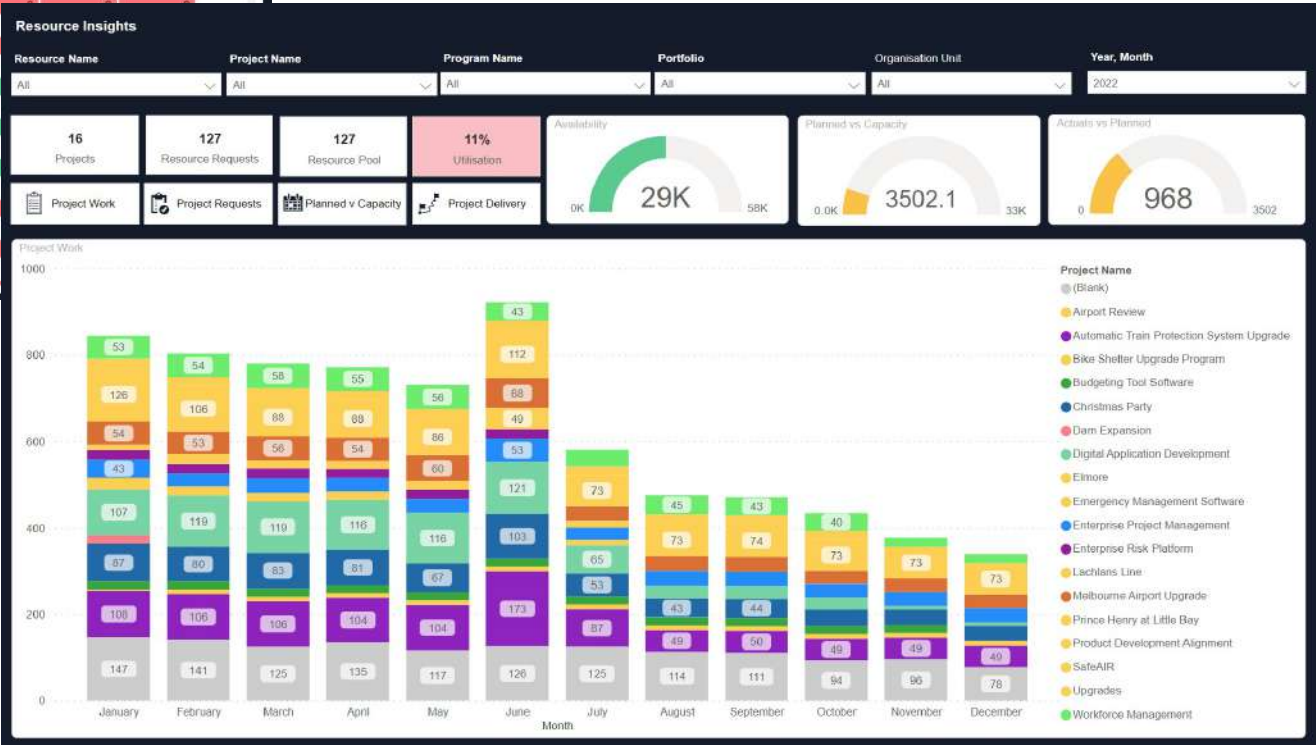 Resource Insights
Resource Name Project Name Program Name Portfolio Organisation Unit Year, Month
All All All All All 2022
16 127 127 11%
Projects Resource Requests Resource Pool Utilisation
Project Work Project Requests Planned v Capacity Project Delivery
Availability
29K
0K 58K
Planned vs Capacity
3502.1
0.0K 33K
Actuals vs Planned
968
0 3502
Project Work
1000
800
600
400
200
0
53
126
54
43
107
87
108
147
54
106
53
119
80
106
141
58
88
56
119
83
106
125
55
88
54
116
81
104
135
56
86
60
116
67
104
117
43
112
68
49
53
121
103
173
126
73
65
53
87
125
45
73
43
49
114
43
74
44
50
111
40
73
49
94
73
49
96
73
49
78
January February March April May June July August September October November December
Month
Project Name
(Blank)
Airport Review
Automatic Train Protection System Upgrade
Bike Shelter Upgrade Program
Budgeting Tool Software
Christmas Party
Dam Expansion
Digital Application Development
Elmore
Emergency Management Software
Enterprise Project Management
Enterprise Risk Platform
Lachlans Line
Melbourne Airport Upgrade
Prince Henry at Little Bay
Product Development Alignment
SafeAIR
Upgrades
Workforce Management